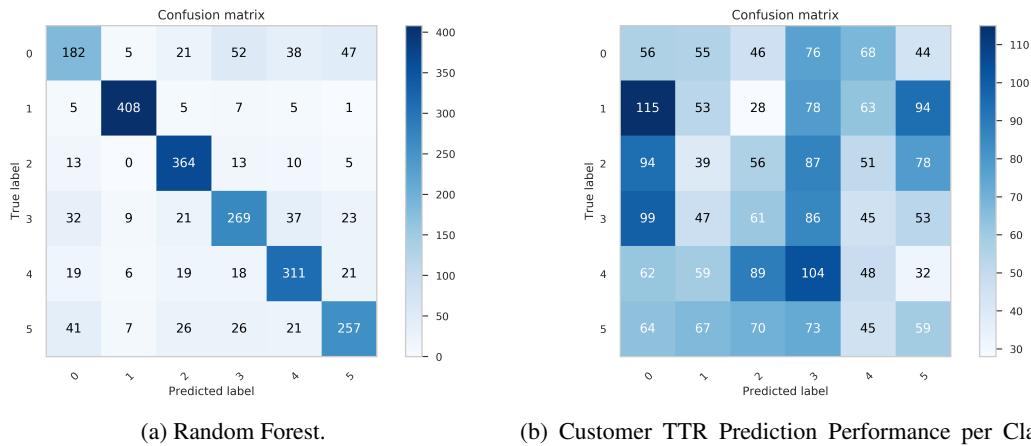 Confusion matrix
0 182 5 21 52 38 47
1 5 408 5 7 5 1
2 13 0 364 13 10 5
3 32 9 21 269 37 23
4 19 6 19 18 311 21
5 41 7 26 26 21 257
0 1 2 3 4 5
True label
Predicted label
400
350
300
250
200
150
100
50
0
(a) Random Forest.
Confusion matrix
0 56 55 46 76 68 44
1 115 53 28 78 63 94
2 94 39 56 87 51 78
3 99 47 61 86 45 53
4 62 59 89 104 48 32
5 64 67 70 73 45 59
0 1 2 3 4 5
True label
Predicted label
110
100
90
80
70
60
50
40
30
(b) Customer TTR Prediction Performance per Cla